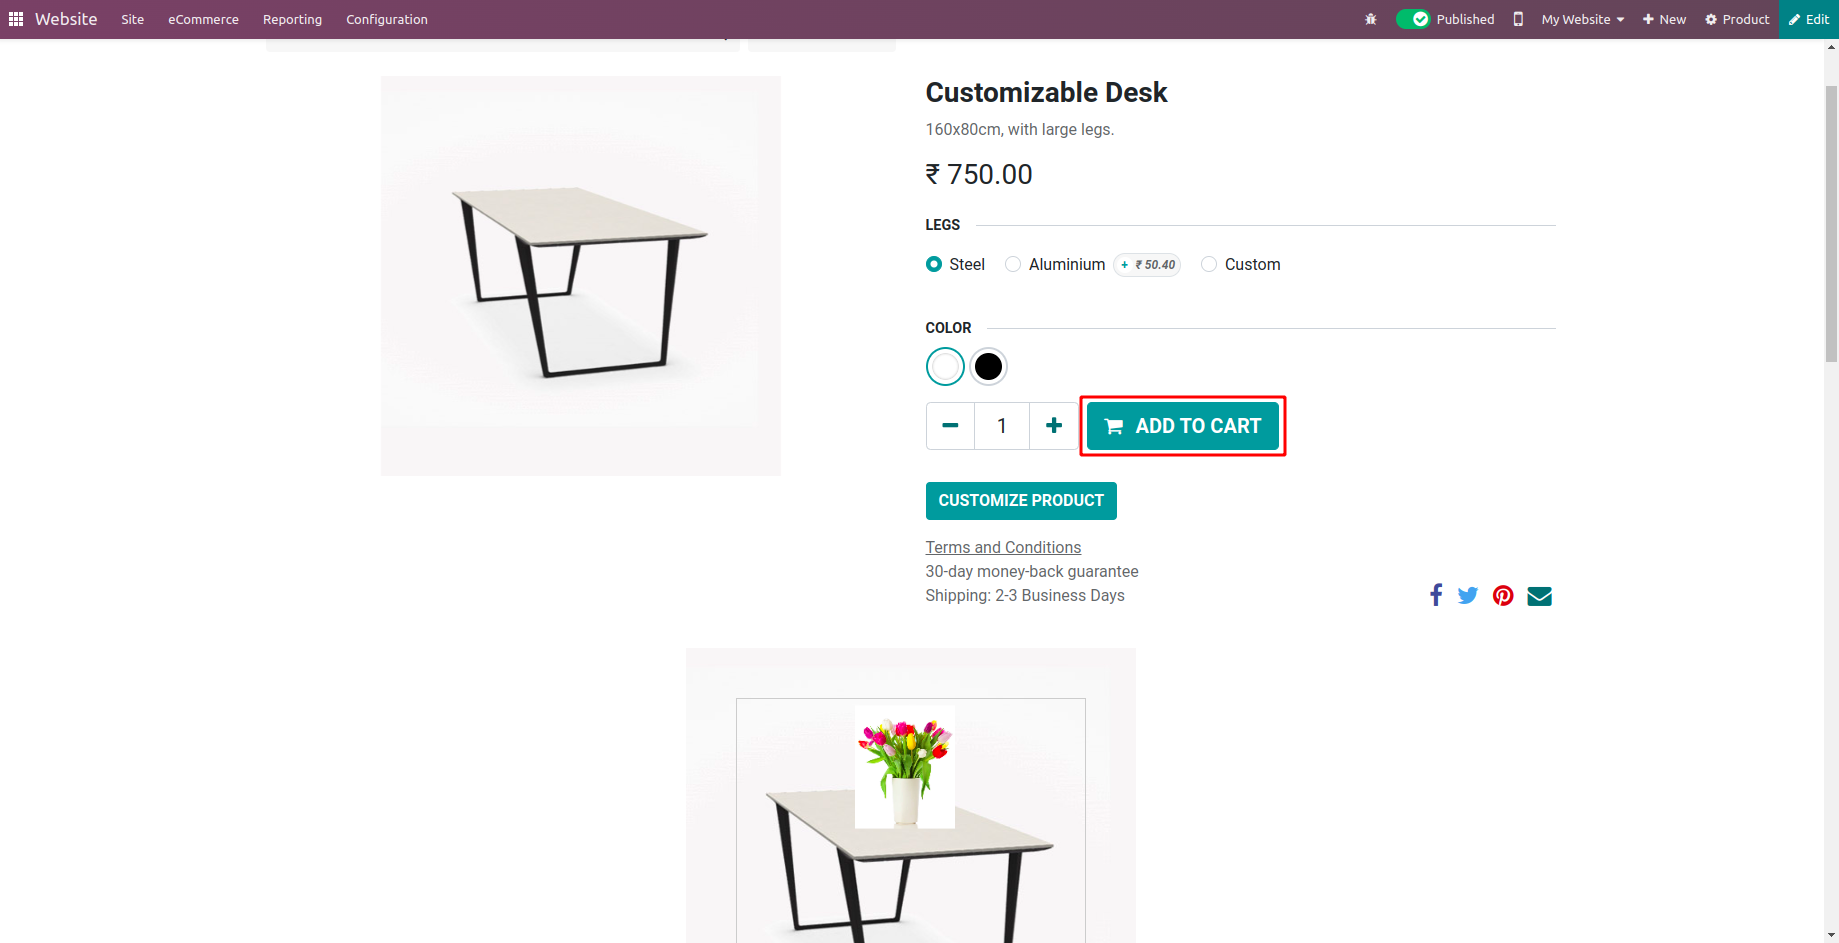 Website Site eCommerce Reporting Configuration Published My Website New Product Edit
Customizable Desk
160x80cm, with large legs.
₹ 750.00
LEGS
Steel Aluminium + ₹ 50.40 Custom
COLOR
1 ADD TO CART
CUSTOMIZE PRODUCT
Terms and Conditions
30-day money-back guarantee
Shipping: 2-3 Business Days